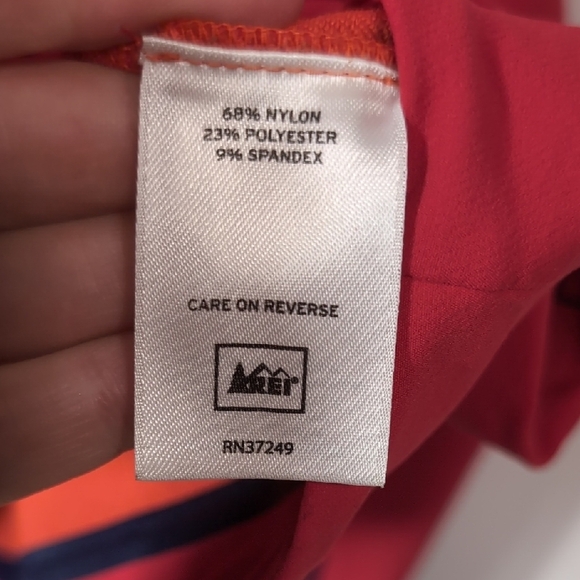 68% NYLON
23% POLYESTER
9% SPANDEX
CARE ON REVERSE
REI
RN37249